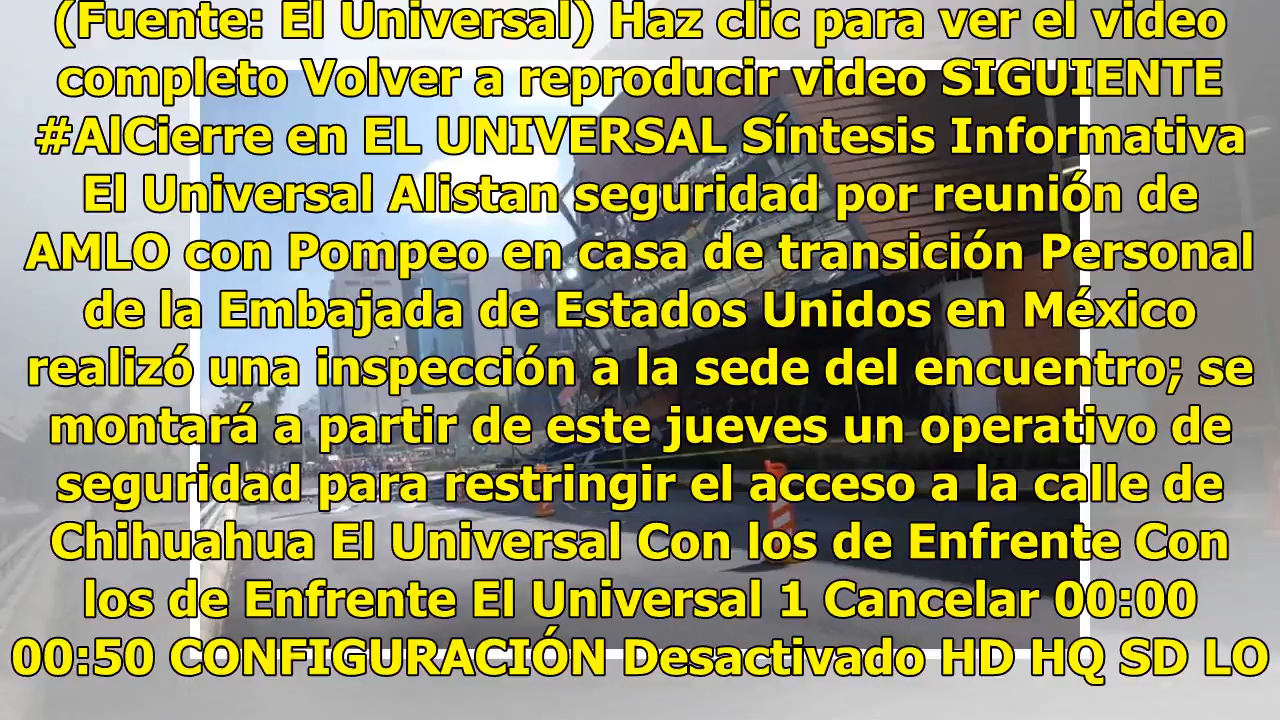 (Fuente: El Universal) Haz clic para ver el video
completo Volver a reproducir video SIGUIENTE
#AlCierre en EL UNIVERSAL Síntesis Informativa
El Universal Alistan seguridad por reunión de
AMLO con Pompeo en casa de transición Personal
de la Embajada de Estados Unidos en México
realizó una inspección a la sede del encuentro; se
montará a partir de este jueves un operativo de
seguridad para restringir el acceso a la calle de
Chihuahua El Universal Con los de Enfrente Con
los de Enfrente El Universal 1 Cancelar 00:00
00:50 CONFIGURACIÓN Desactivado HD HQ SD LO